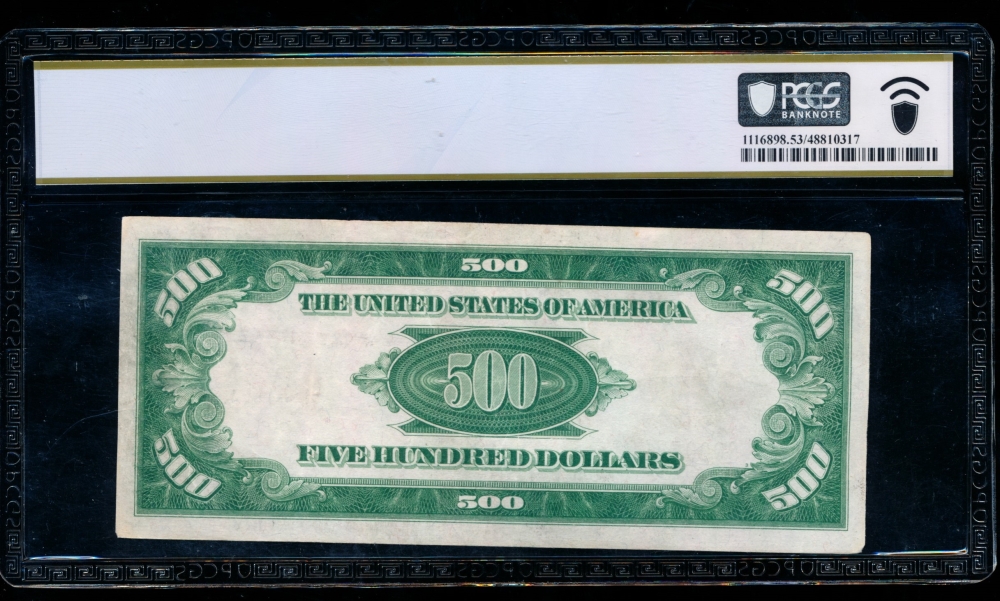 PCGS
BANKNOTE
1116898.53/48810317
500
500 500
THE UNITED STATES OF AMERICA
500
FIVE HUNDRED DOLLARS
500 500
500